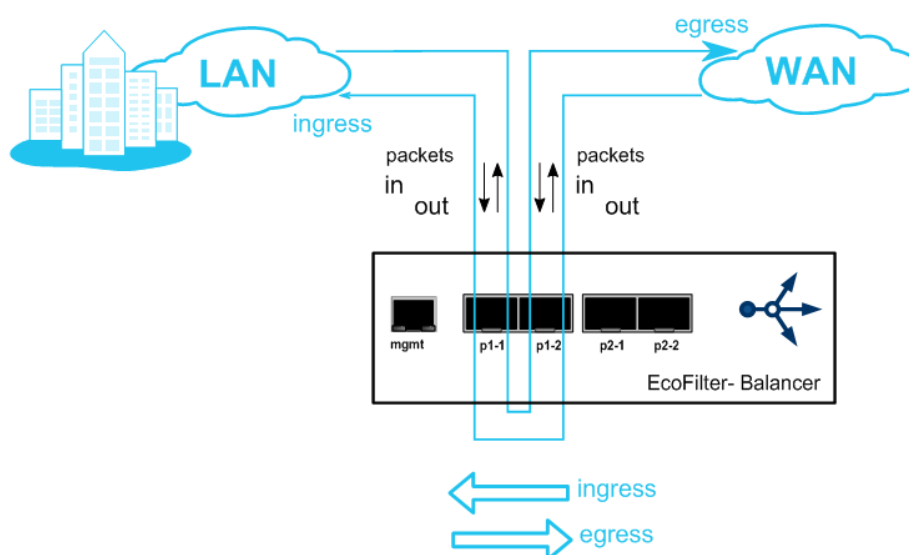 egress
LAN
WAN
ingress
packets
in
out
packets
in
out
mgmt
p1-1
p1-2
p2-1
p2-2
EcoFilter- Balancer
ingress
egress